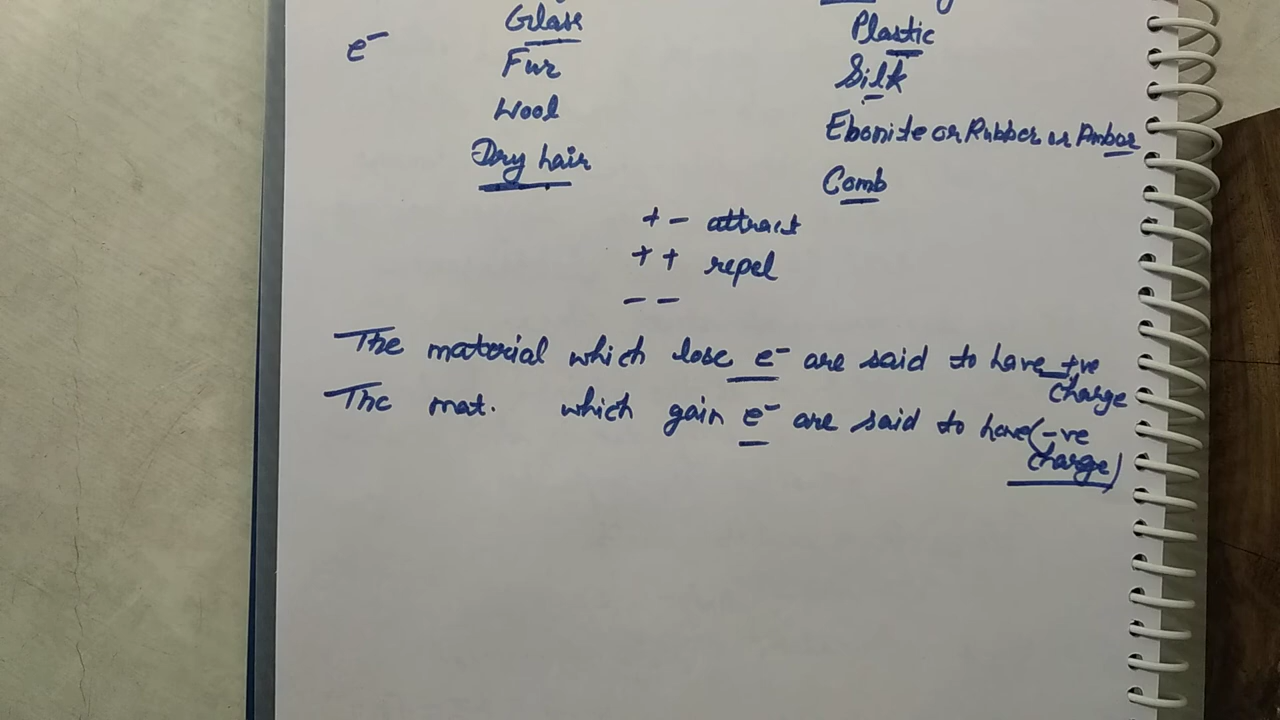 Glass Plastic
e⁻
Fur Silk
Wool Ebonite or Rubber or Ambar
Dry hair Comb
+ − attract
+ + repel
− −
The material which lose e⁻ are said to have +ve
charge
The mat. which gain e⁻ are said to have (−ve
charge)